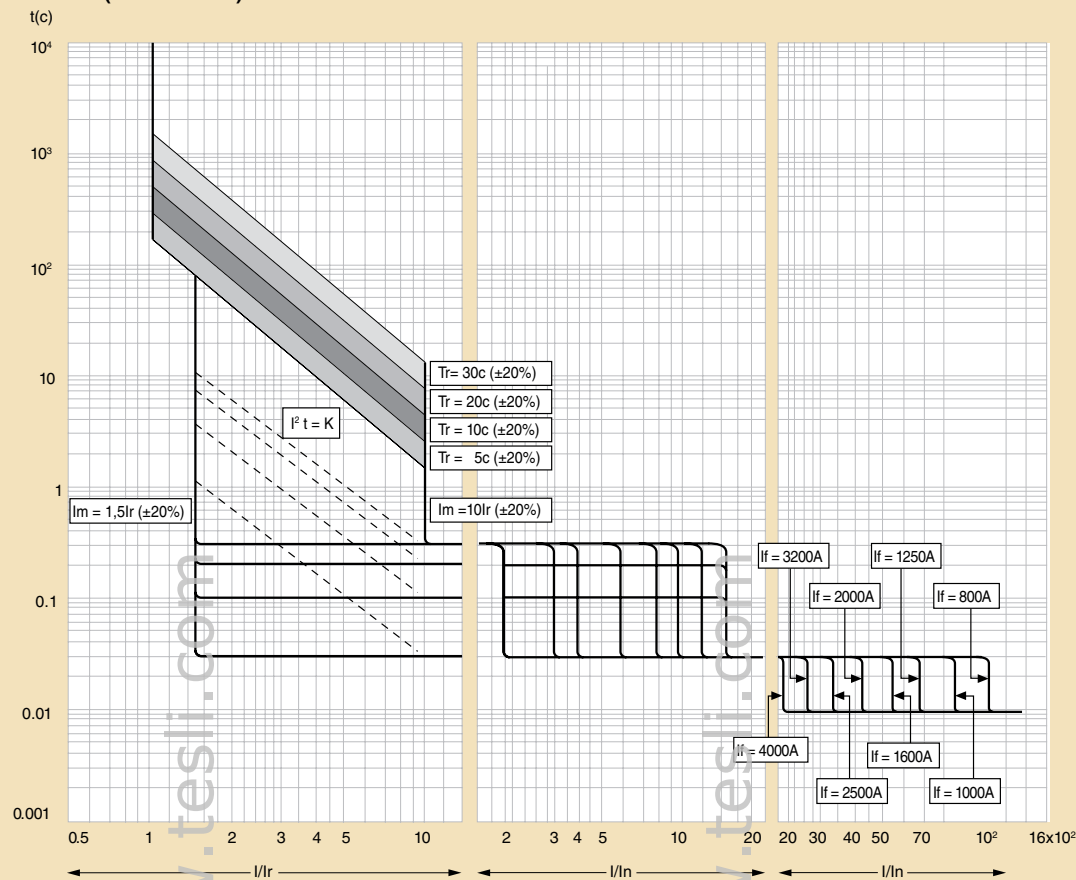 t(c)
10⁴
10³
10²
10
1
0.1
0.01
0.001
Tr= 30c (±20%)
Tr = 20c (±20%)
Tr = 10c (±20%)
Tr = 5c (±20%)
I² t = K
Im = 1,5Ir (±20%)
Im =10Ir (±20%)
If = 3200A
If = 1250A
If = 2000A
If = 800A
If = 4000A
If = 1600A
If = 2500A
If = 1000A
0.5 1 2 3 4 5 10
2 3 4 5 10 20
20 30 40 50 70 10² 16x10²
I/Ir
I/In
I/In
.tesli.com
.tesli.com